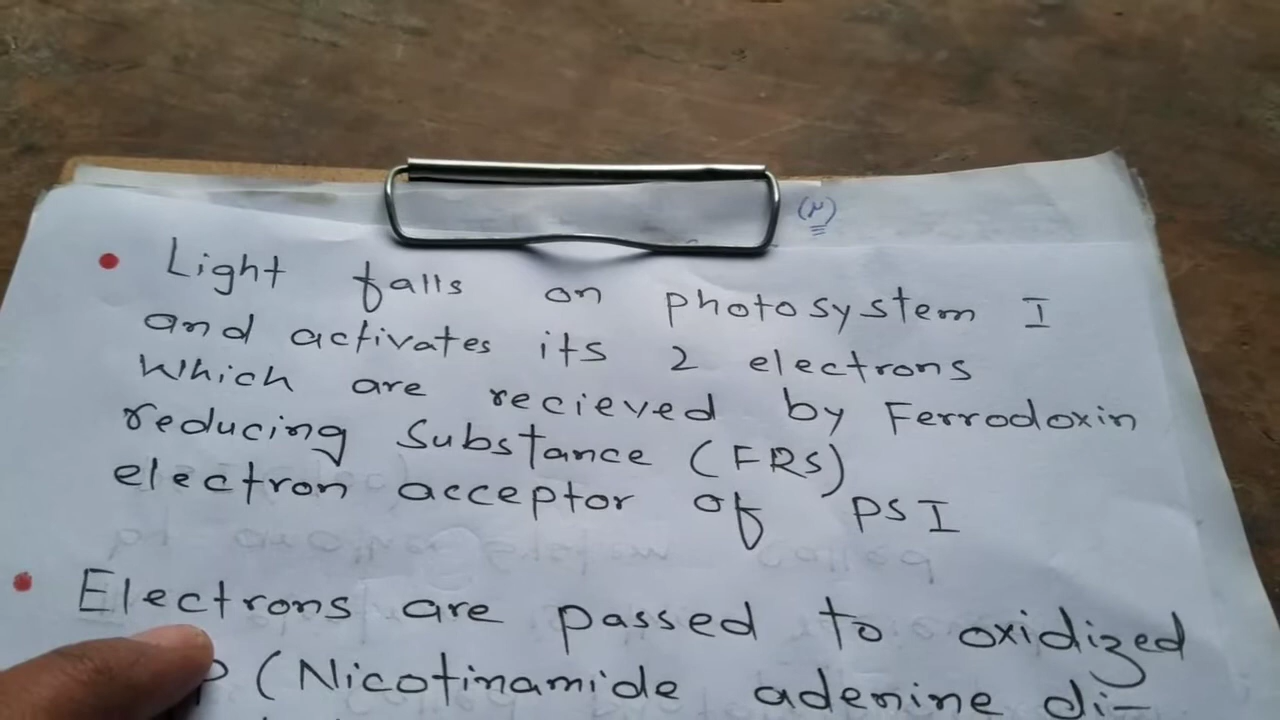 Light falls on photosystem I
and activates its 2 electrons
which are recieved by Ferrodoxin
reducing substance (FRS)
electron acceptor of PS I
Electrons are passed to oxidized
(Nicotinamide adenine di-